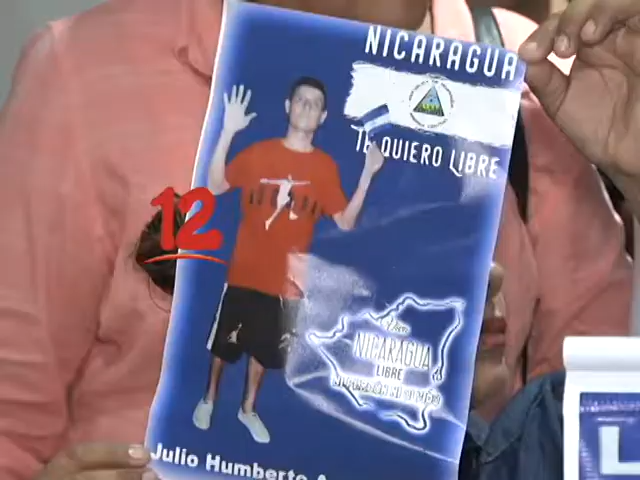 NICARAGUA
TE QUIERO LIBRE
12
NICARAGUA
LIBRE
Julio Humberto
L